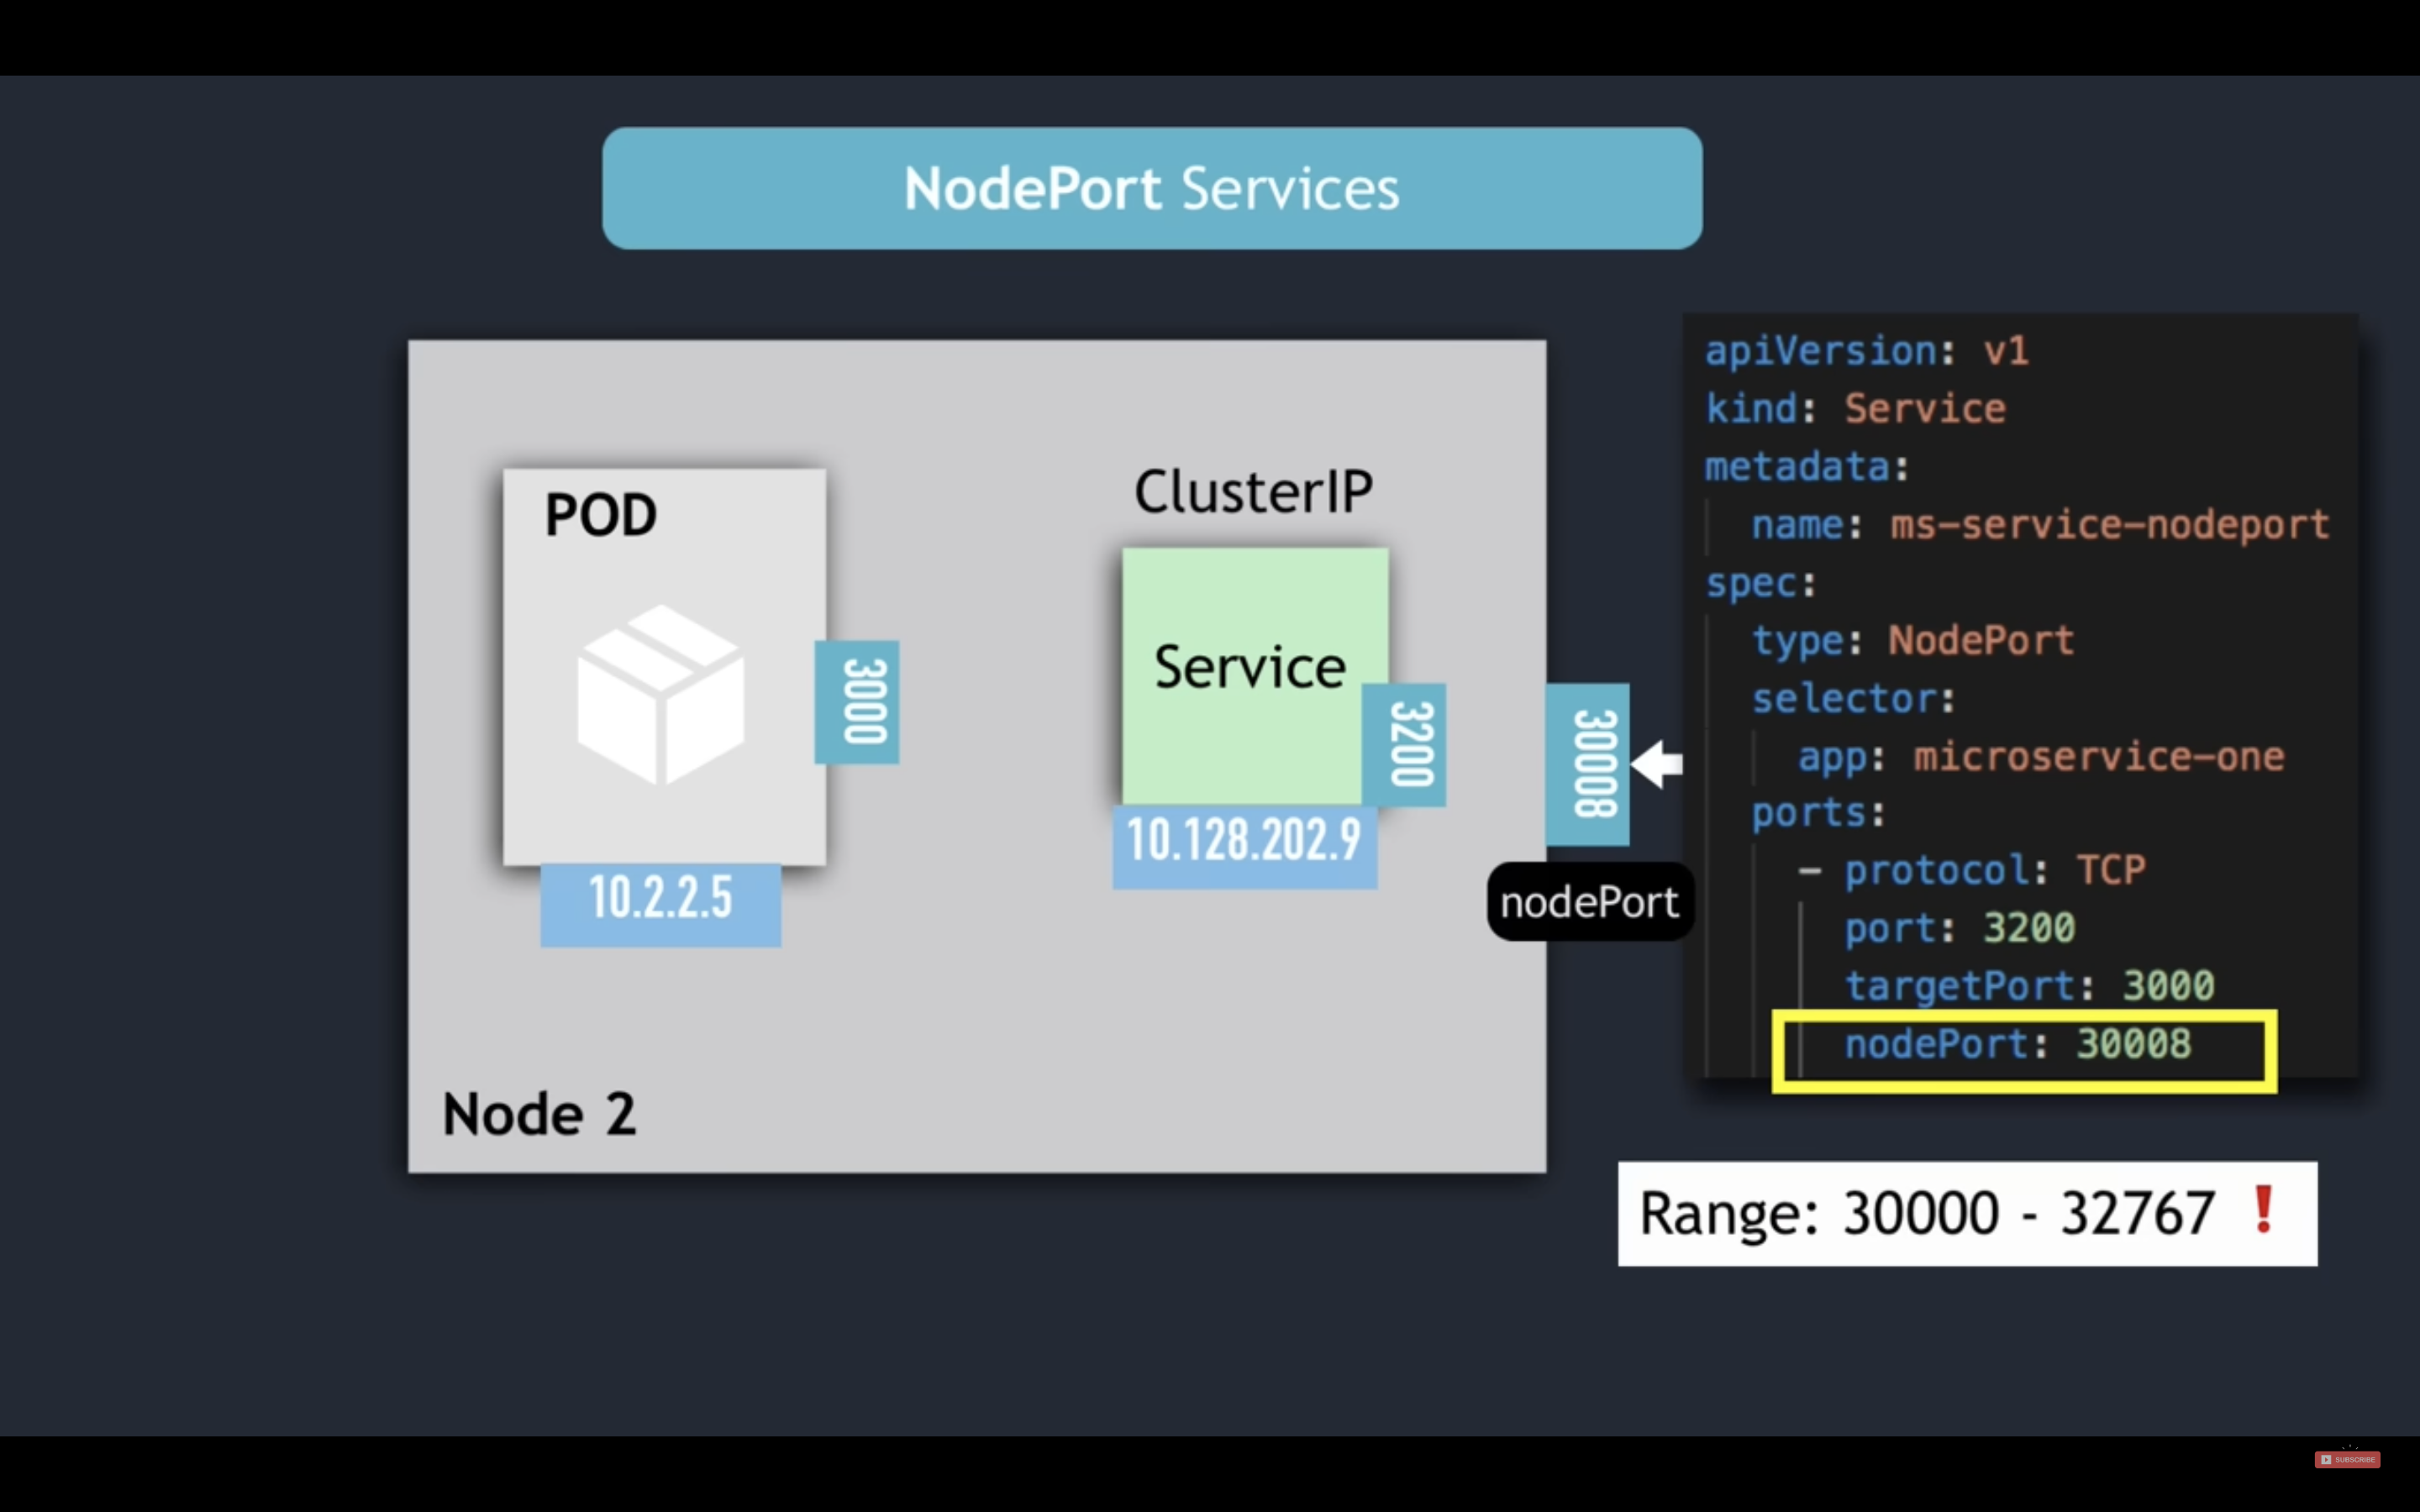 NodePort Services
POD
3000
10.2.2.5
ClusterIP
Service
3200
10.128.202.9
30008
nodePort
Node 2
apiVersion: v1
kind: Service
metadata:
  name: ms-service-nodeport
spec:
  type: NodePort
  selector:
    app: microservice-one
  ports:
    - protocol: TCP
      port: 3200
      targetPort: 3000
      nodePort: 30008
Range: 30000 - 32767 !
SUBSCRIBE